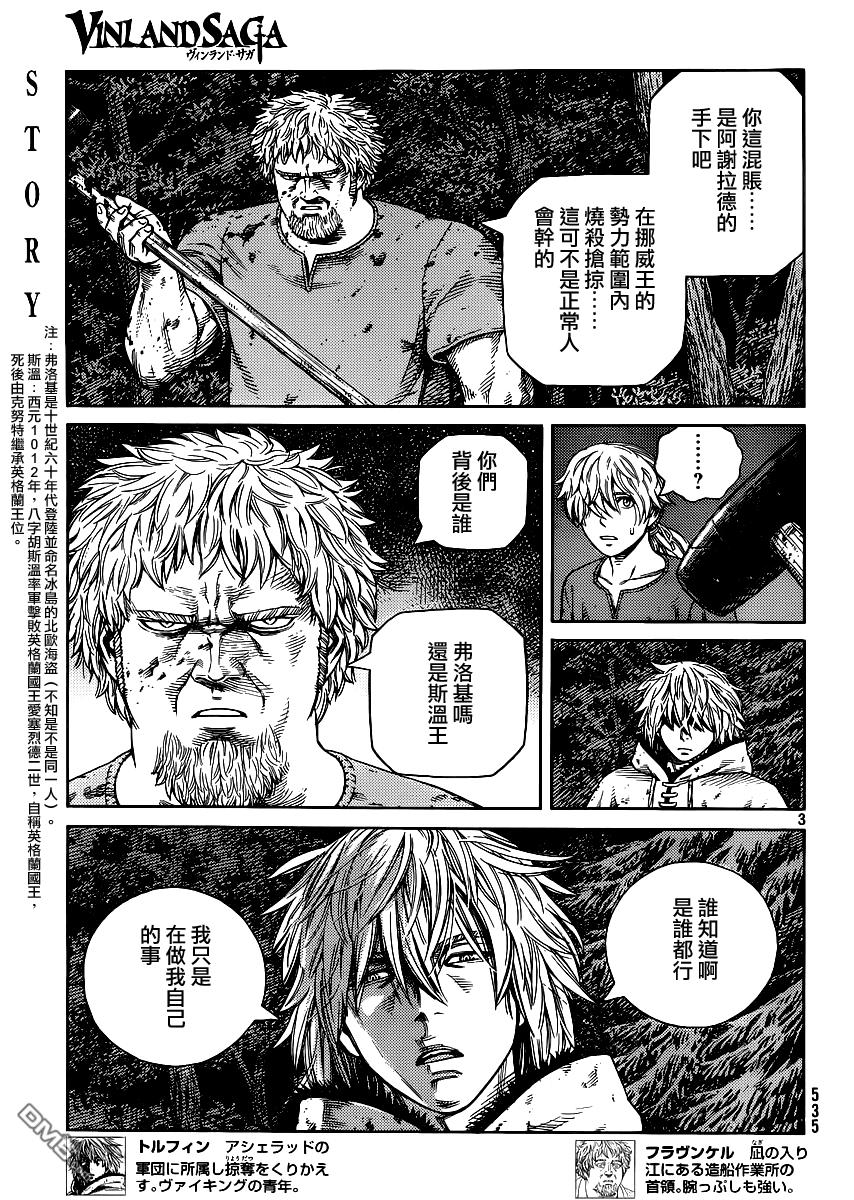 VINLAND SAGA
ヴィンランド・サガ
STORY
你這混賬……
是阿謝拉德的
手下吧
在挪威王的
勢力範圍內
燒殺搶掠……
這可不是正常人
會幹的
……？
你們
背後是誰
弗洛基嗎
還是斯溫王
3
誰知道啊
是誰都行
我只是
在做我自己
的事
注：弗洛基是十世紀六十年代登陸並命名冰島的北歐海盜（不知是不是同一人）。
斯溫：西元1012年，八字胡斯溫率軍擊敗英格蘭國王愛塞烈德二世，自稱英格蘭國王，
死後由克努特繼承英格蘭王位。
535
トルフィン　アシェラッドの
軍団に所属し掠奪をくりかえ
りょうだつ
す。ヴァイキングの青年。
フラヴンケル　凪の入り
なぎ
江にある造船作業所の
首領。腕っぷしも強い。